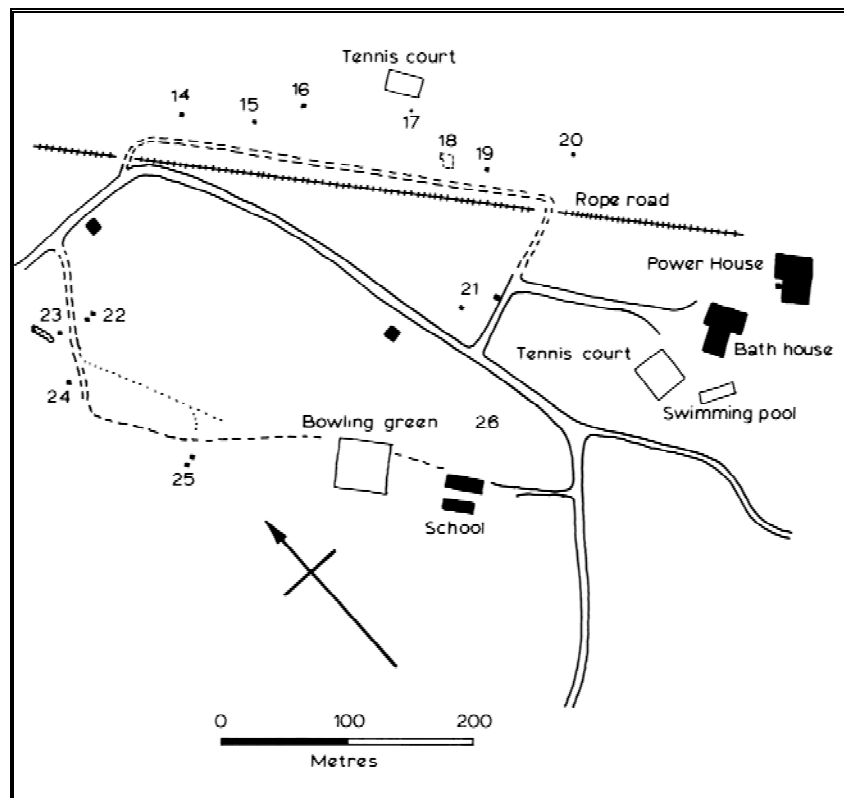 Tennis court
14
15
16
17
18
19
20
Rope road
Power House
21
Bath house
23
22
Tennis court
24
Swimming pool
Bowling green
26
25
School
0
100
200
Metres